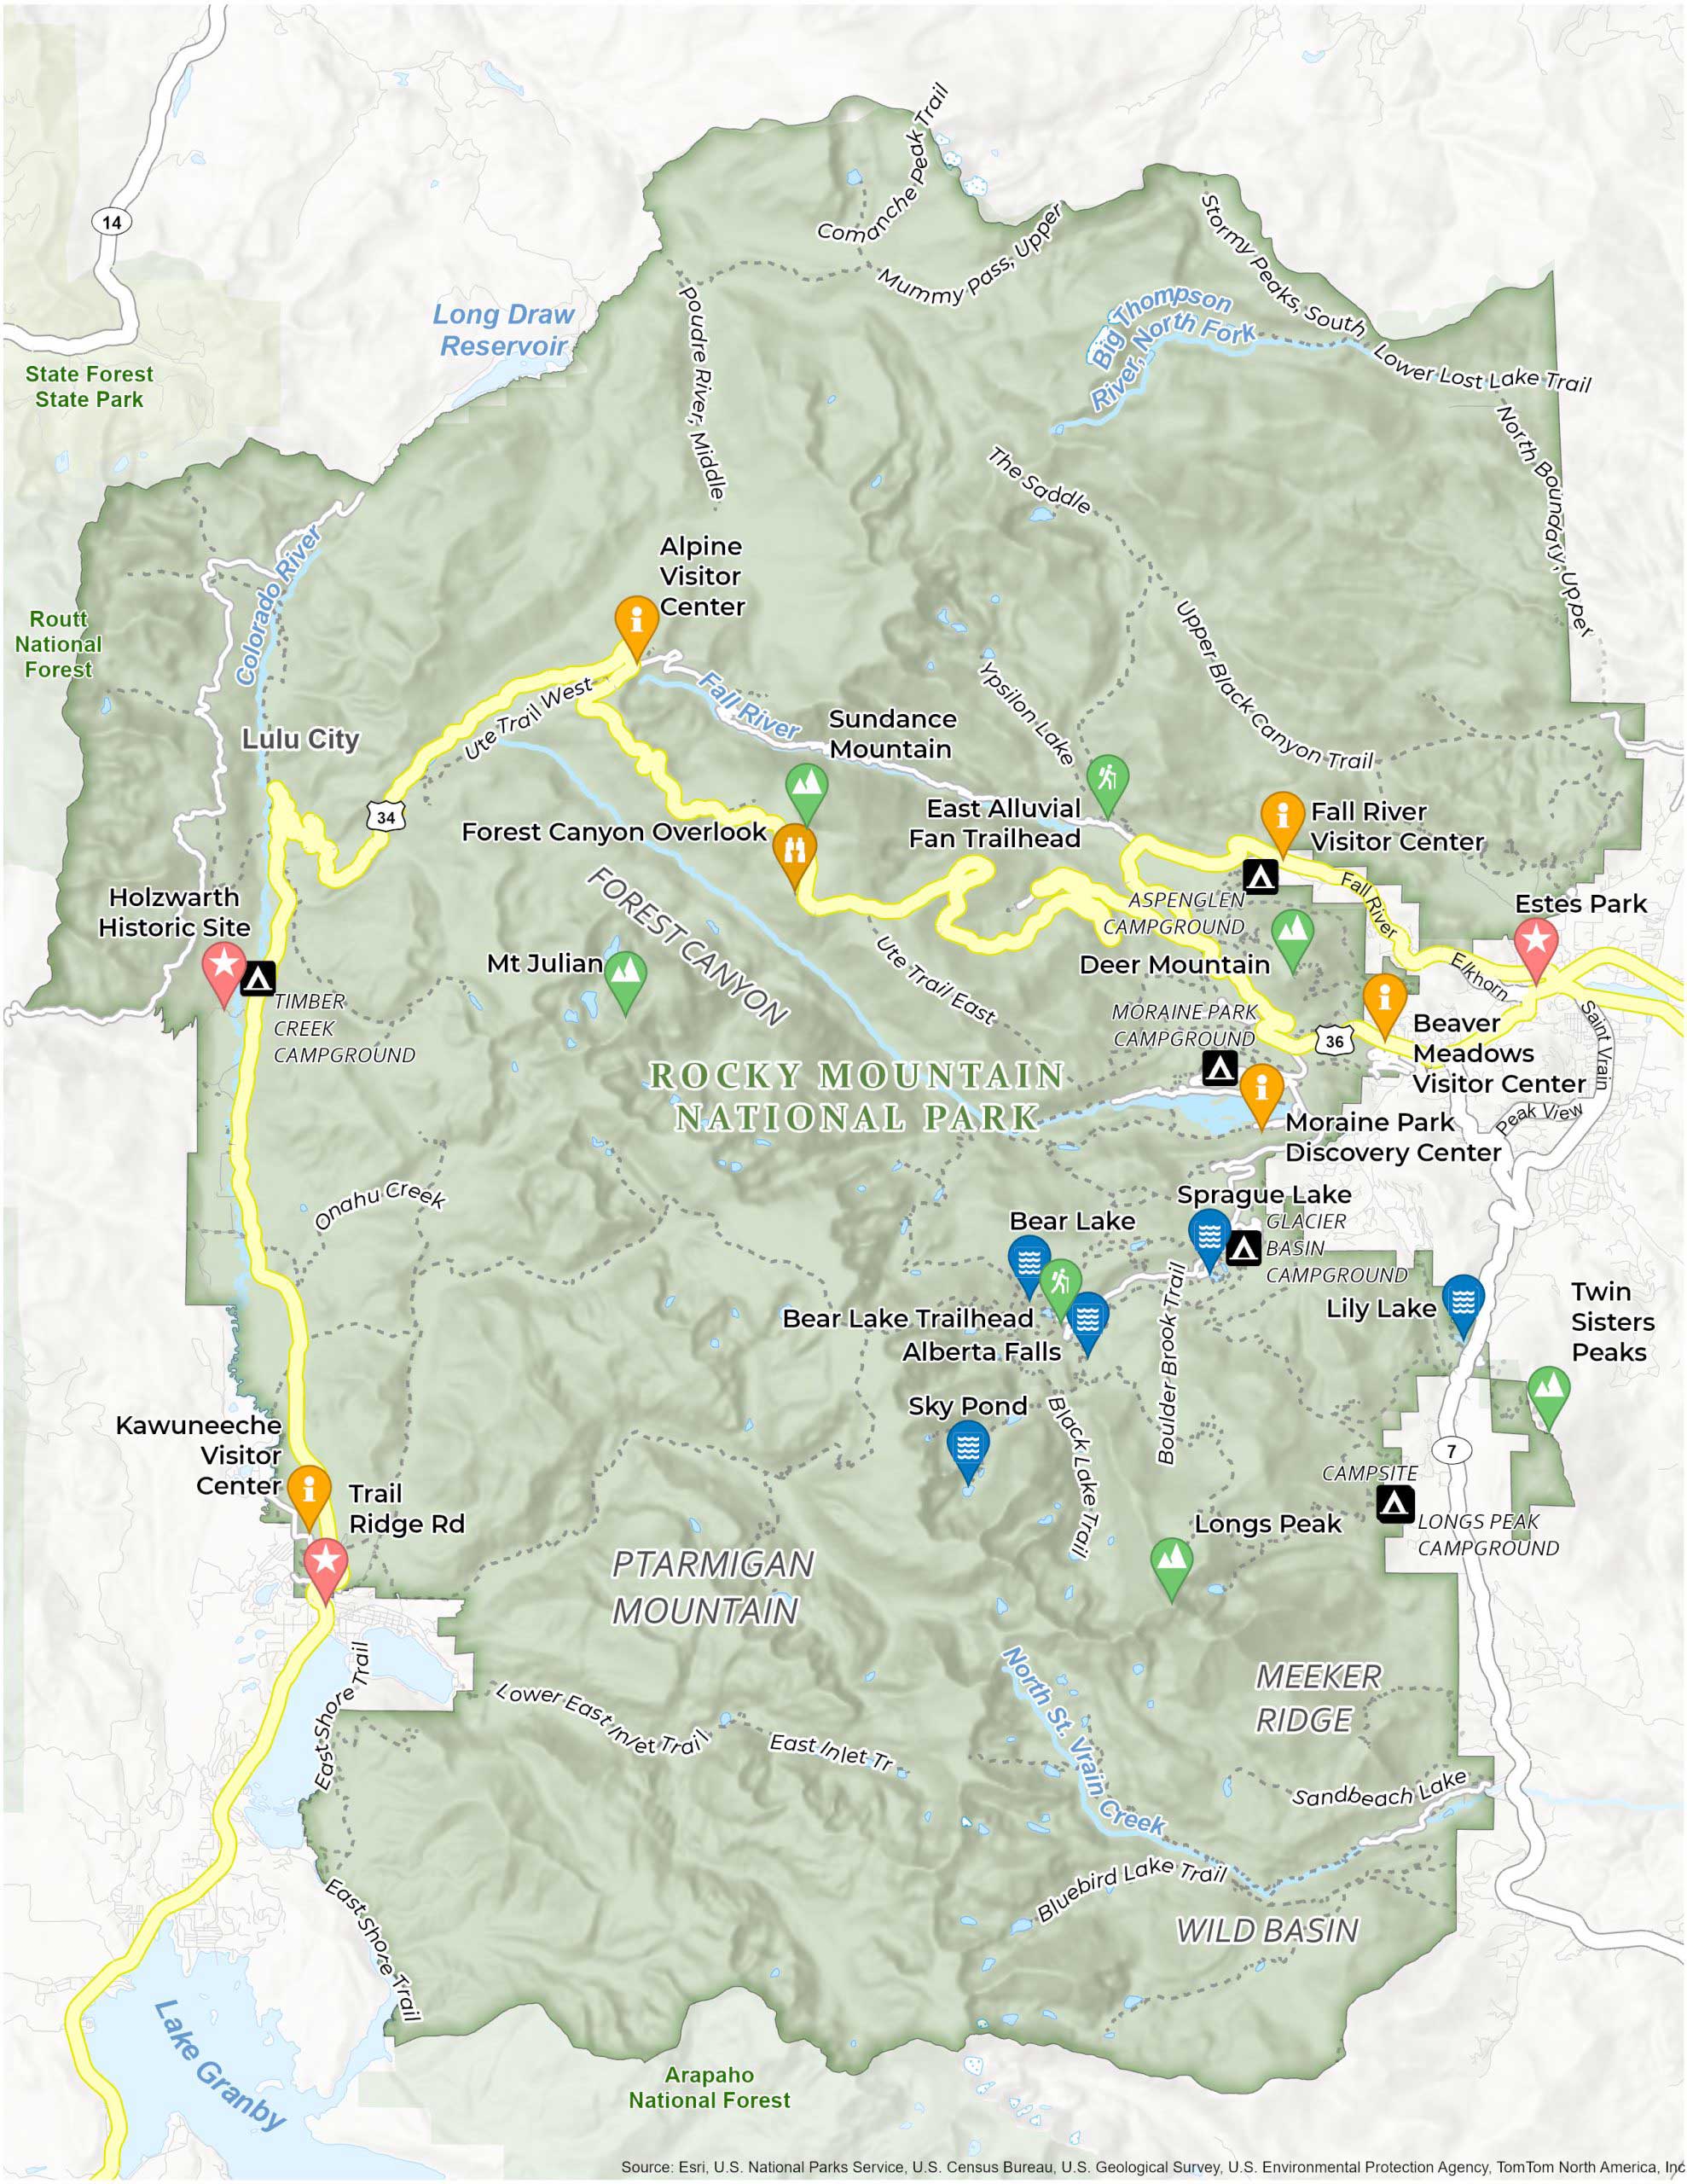 Comanche Peak Trail
Mummy Pass, Upper
Stormy Peaks, South
14
Long Draw
Reservoir
Poudre River, Middle
Big Thompson
River, North Fork
Lower Lost Lake Trail
State Forest
State Park
North Boundary, Upper
The Saddle
Colorado River
Alpine
Visitor
Center
Routt
National
Forest
Upper Black Canyon Trail
Ypsilon Lake
Ute Trail West
Fall River
Sundance
Mountain
Lulu City
34
Forest Canyon Overlook
East Alluvial
Fan Trailhead
Fall River
Visitor Center
FOREST CANYON
Holzwarth
Historic Site
ASPENGLEN
CAMPGROUND
Fall River
Estes Park
Mt Julian
Ute Trail East
Deer Mountain
Elkhorn
TIMBER
CREEK
CAMPGROUND
MORAINE PARK
CAMPGROUND
36
Beaver
Meadows
Visitor Center
Saint Vrain
ROCKY MOUNTAIN
NATIONAL PARK
Peak View
Moraine Park
Discovery Center
Onahu Creek
Sprague Lake
Bear Lake
GLACIER
BASIN
CAMPGROUND
Bear Lake Trailhead
Alberta Falls
Boulder Brook Trail
Lily Lake
Twin
Sisters
Peaks
Sky Pond
Black Lake Trail
Kawuneeche
Visitor
Center
7
Trail
Ridge Rd
CAMPSITE
LONGS PEAK
CAMPGROUND
Longs Peak
PTARMIGAN
MOUNTAIN
East Shore Trail
North St. Vrain Creek
MEEKER
RIDGE
Lower East Inlet Trail
East Inlet Tr
Sandbeach Lake
Bluebird Lake Trail
East Shore Trail
WILD BASIN
Lake Granby
Arapaho
National Forest
Source: Esri, U.S. National Parks Service, U.S. Census Bureau, U.S. Geological Survey, U.S. Environmental Protection Agency, TomTom North America, Inc